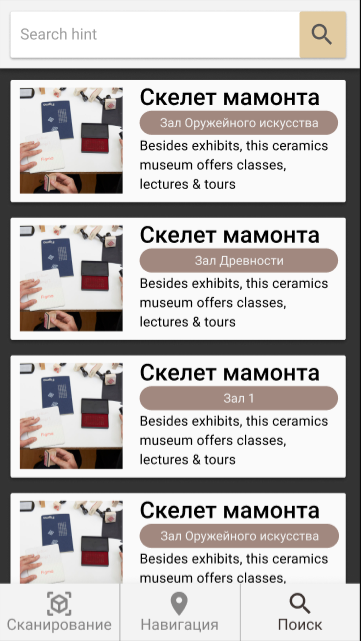 Search hint
Скелет мамонта
Зал Оружейного искусства
Besides exhibits, this ceramics
museum offers classes,
lectures & tours
Скелет мамонта
Зал Древности
Besides exhibits, this ceramics
museum offers classes,
lectures & tours
Скелет мамонта
Зал 1
Besides exhibits, this ceramics
museum offers classes,
lectures & tours
Скелет мамонта
Зал Оружейного искусства
Besides exhibits, this ceramics
museum offers classes,
Сканирование
Навигация
Поиск